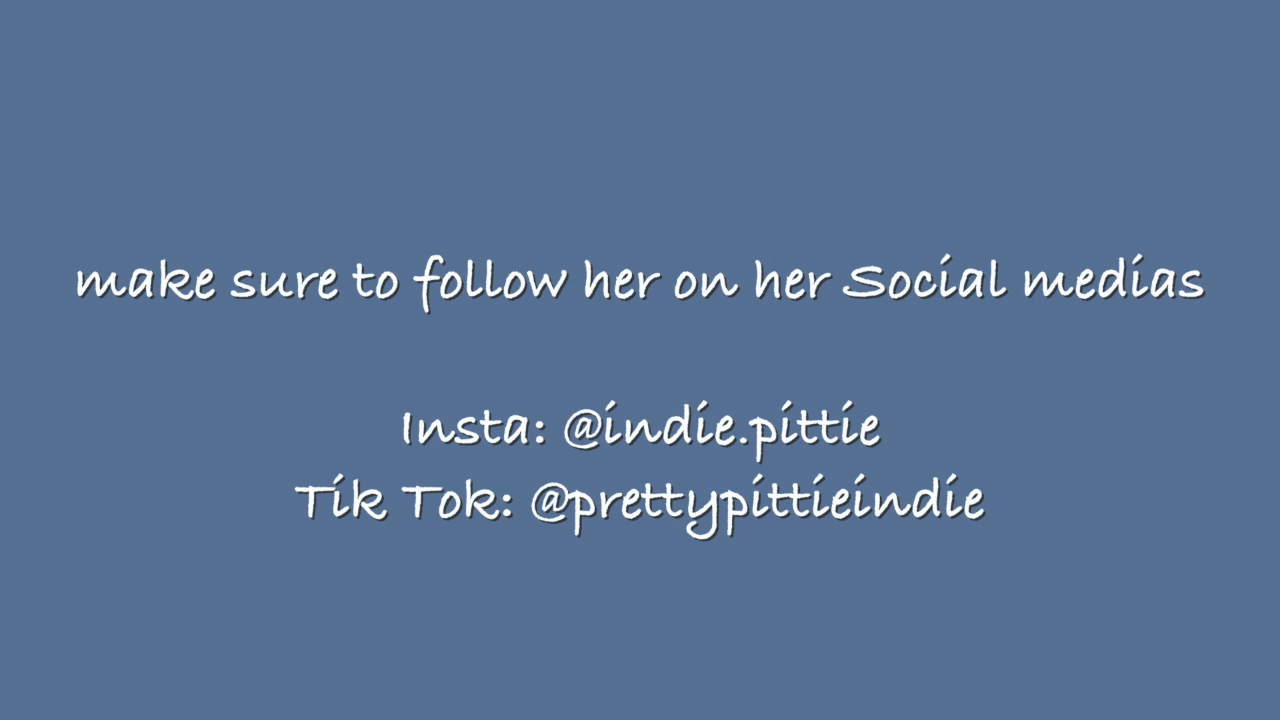 make sure to follow her on her Social medias
Insta: @indie.pittie
Tik Tok: @prettypittieindie